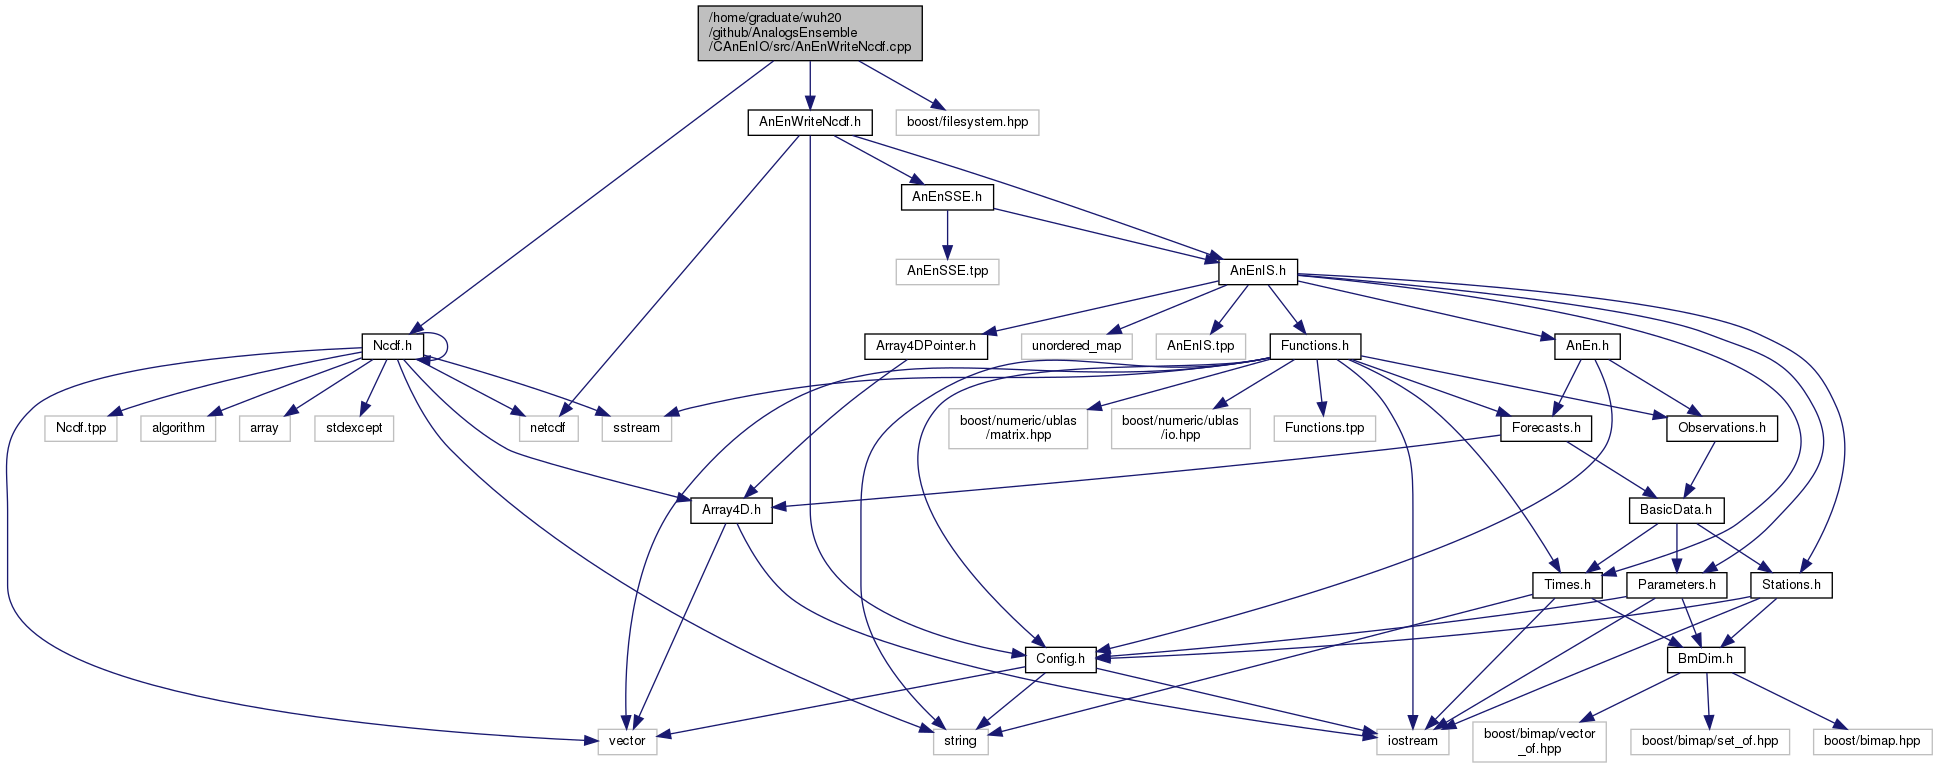 /home/graduate/wuh20
/github/AnalogsEnsemble
/CAnEnIO/src/AnEnWriteNcdf.cpp
AnEnWriteNcdf.h
boost/filesystem.hpp
AnEnSSE.h
AnEnSSE.tpp
AnEnIS.h
Ncdf.h
Array4DPointer.h
unordered_map
AnEnIS.tpp
Functions.h
AnEn.h
Ncdf.tpp
algorithm
array
stdexcept
netcdf
sstream
boost/numeric/ublas
/matrix.hpp
boost/numeric/ublas
/io.hpp
Functions.tpp
Forecasts.h
Observations.h
Array4D.h
BasicData.h
Times.h
Parameters.h
Stations.h
Config.h
BmDim.h
vector
string
iostream
boost/bimap/vector
_of.hpp
boost/bimap/set_of.hpp
boost/bimap.hpp